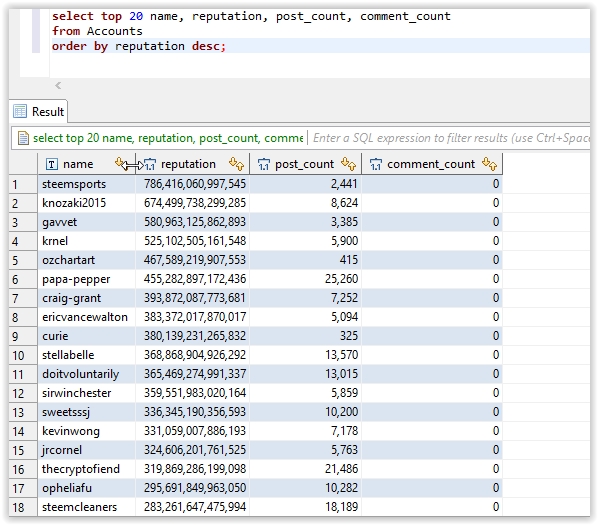 select top 20 name, reputation, post_count, comment_count
from Accounts
order by reputation desc;
Result
select top 20 name, reputation, post_count, comme Enter a SQL expression to filter results (use Ctrl+Space
name reputation post_count comment_count
1 steemsports 786,416,060,997,545 2,441 0
2 knozaki2015 674,499,738,299,285 8,624 0
3 gavvet 580,963,125,862,893 3,385 0
4 krnel 525,102,505,161,548 5,900 0
5 ozchartart 467,589,219,907,553 415 0
6 papa-pepper 455,282,897,172,436 25,260 0
7 craig-grant 393,872,087,773,681 7,252 0
8 ericvancewalton 383,372,017,870,017 5,094 0
9 curie 380,139,231,265,832 325 0
10 stellabelle 368,868,904,926,292 13,570 0
11 doitvoluntarily 365,469,274,991,337 13,015 0
12 sirwinchester 359,551,983,020,164 5,859 0
13 sweetsssj 336,345,190,356,593 10,200 0
14 kevinwong 331,059,007,886,193 7,178 0
15 jrcornel 324,606,201,761,525 5,763 0
16 thecryptofiend 319,869,286,199,098 21,486 0
17 opheliafu 295,691,849,963,050 10,282 0
18 steemcleaners 283,261,647,475,994 18,189 0